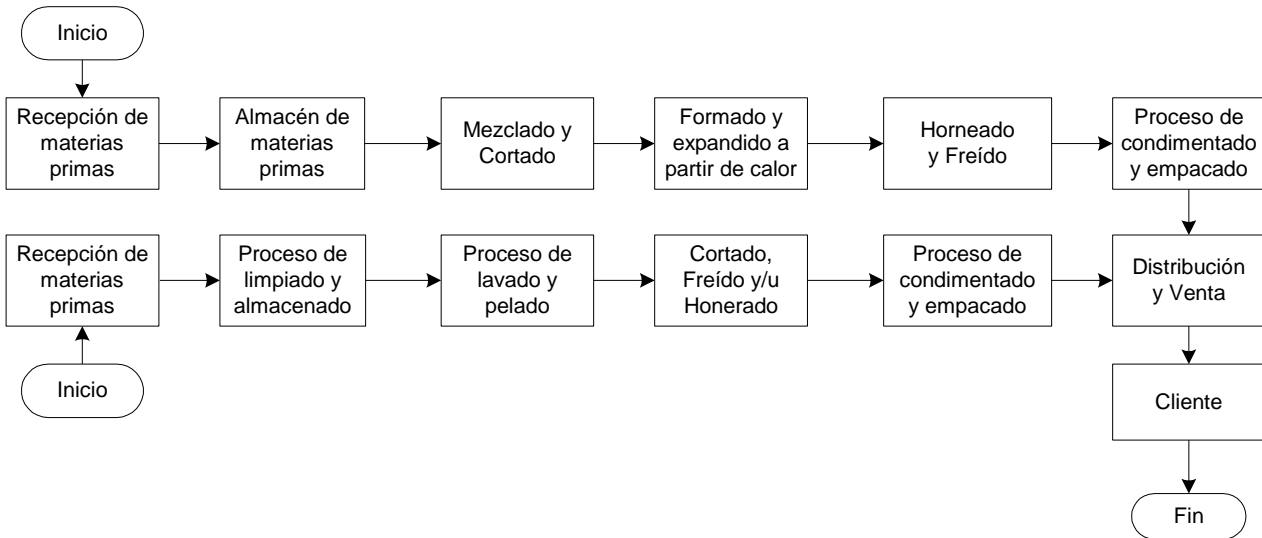 Inicio
Recepción de
materias
primas
Almacén de
materias
primas
Mezclado y
Cortado
Formado y
expandido a
partir de calor
Horneado
y Freído
Proceso de
condimentado
y empacado
Recepción de
materias
primas
Proceso de
limpiado y
almacenado
Proceso de
lavado y
pelado
Cortado,
Freído y/u
Honerado
Proceso de
condimentado
y empacado
Distribución
y Venta
Inicio
Cliente
Fin